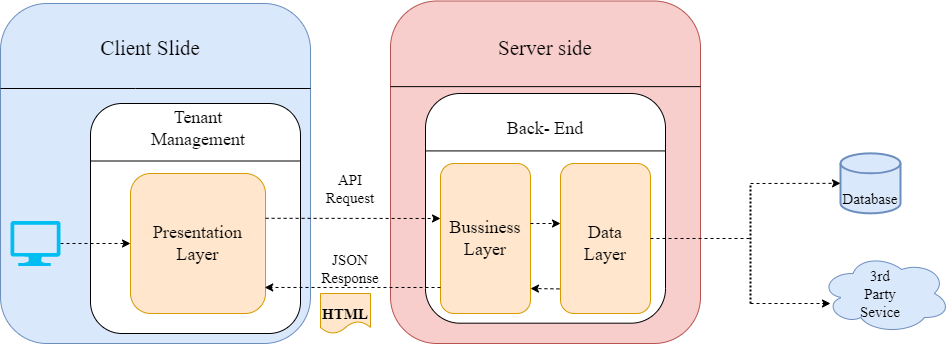 Client Slide
Server side
Tenant
Management
Back- End
Presentation
Layer
API
Request
JSON
Response
HTML
Bussiness
Layer
Data
Layer
Database
3rd
Party
Sevice